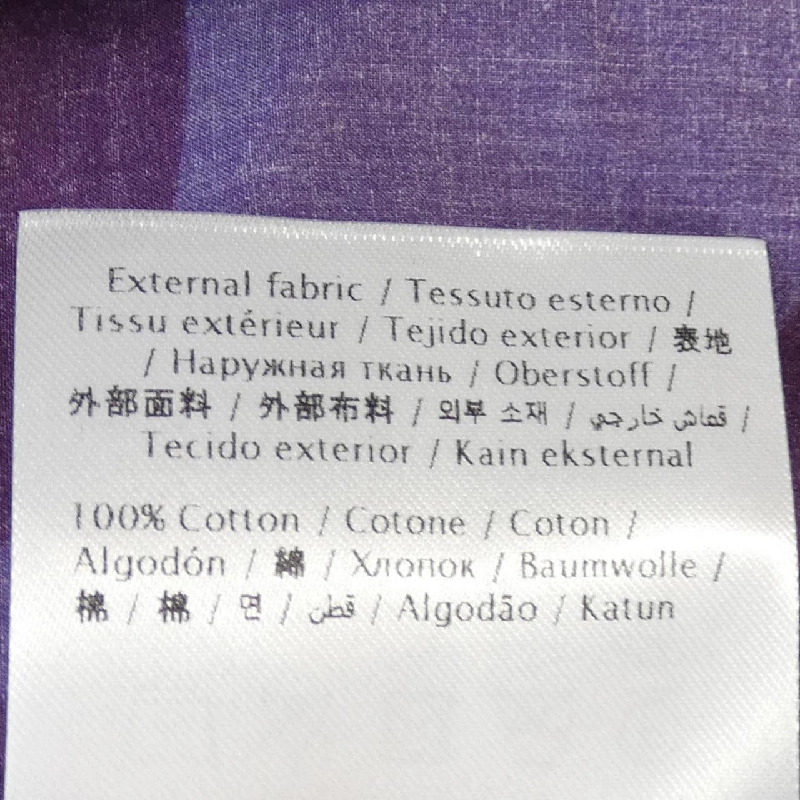 External fabric / Tessuto esterno /
Tissu extérieur / Tejido exterior / 表地
/ Наружная ткань / Oberstoff /
外部面料 / 外部布料 / 외부 소재 / قماش خارجي /
Tecido exterior / Kain eksternal
100% Cotton / Cotone / Coton /
Algodón / 綿 / Хлопок / Baumwolle /
棉 / 棉 / 면 / قطن / Algodão / Katun